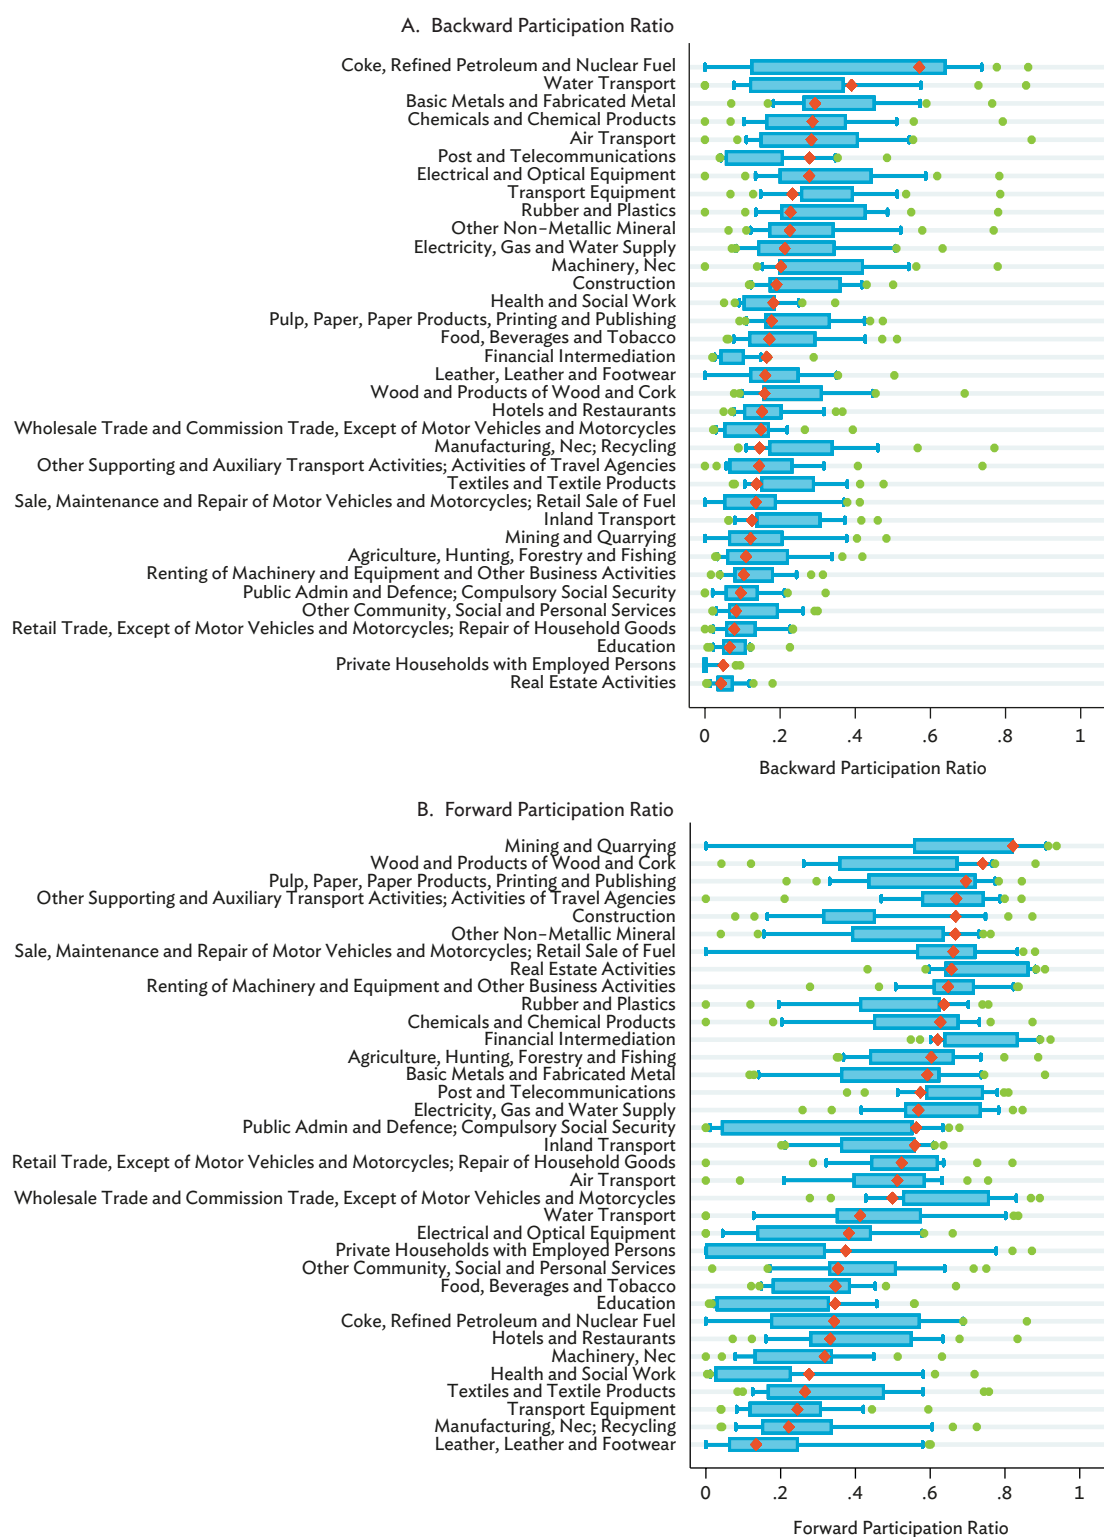 A. Backward Participation Ratio
Coke, Refined Petroleum and Nuclear Fuel
Water Transport
Basic Metals and Fabricated Metal
Chemicals and Chemical Products
Air Transport
Post and Telecommunications
Electrical and Optical Equipment
Transport Equipment
Rubber and Plastics
Other Non–Metallic Mineral
Electricity, Gas and Water Supply
Machinery, Nec
Construction
Health and Social Work
Pulp, Paper, Paper Products, Printing and Publishing
Food, Beverages and Tobacco
Financial Intermediation
Leather, Leather and Footwear
Wood and Products of Wood and Cork
Hotels and Restaurants
Wholesale Trade and Commission Trade, Except of Motor Vehicles and Motorcycles
Manufacturing, Nec; Recycling
Other Supporting and Auxiliary Transport Activities; Activities of Travel Agencies
Textiles and Textile Products
Sale, Maintenance and Repair of Motor Vehicles and Motorcycles; Retail Sale of Fuel
Inland Transport
Mining and Quarrying
Agriculture, Hunting, Forestry and Fishing
Renting of Machinery and Equipment and Other Business Activities
Public Admin and Defence; Compulsory Social Security
Other Community, Social and Personal Services
Retail Trade, Except of Motor Vehicles and Motorcycles; Repair of Household Goods
Education
Private Households with Employed Persons
Real Estate Activities
0 .2 .4 .6 .8 1
Backward Participation Ratio
B. Forward Participation Ratio
Mining and Quarrying
Wood and Products of Wood and Cork
Pulp, Paper, Paper Products, Printing and Publishing
Other Supporting and Auxiliary Transport Activities; Activities of Travel Agencies
Construction
Other Non–Metallic Mineral
Sale, Maintenance and Repair of Motor Vehicles and Motorcycles; Retail Sale of Fuel
Real Estate Activities
Renting of Machinery and Equipment and Other Business Activities
Rubber and Plastics
Chemicals and Chemical Products
Financial Intermediation
Agriculture, Hunting, Forestry and Fishing
Basic Metals and Fabricated Metal
Post and Telecommunications
Electricity, Gas and Water Supply
Public Admin and Defence; Compulsory Social Security
Inland Transport
Retail Trade, Except of Motor Vehicles and Motorcycles; Repair of Household Goods
Air Transport
Wholesale Trade and Commission Trade, Except of Motor Vehicles and Motorcycles
Water Transport
Electrical and Optical Equipment
Private Households with Employed Persons
Other Community, Social and Personal Services
Food, Beverages and Tobacco
Education
Coke, Refined Petroleum and Nuclear Fuel
Hotels and Restaurants
Machinery, Nec
Health and Social Work
Textiles and Textile Products
Transport Equipment
Manufacturing, Nec; Recycling
Leather, Leather and Footwear
0 .2 .4 .6 .8 1
Forward Participation Ratio